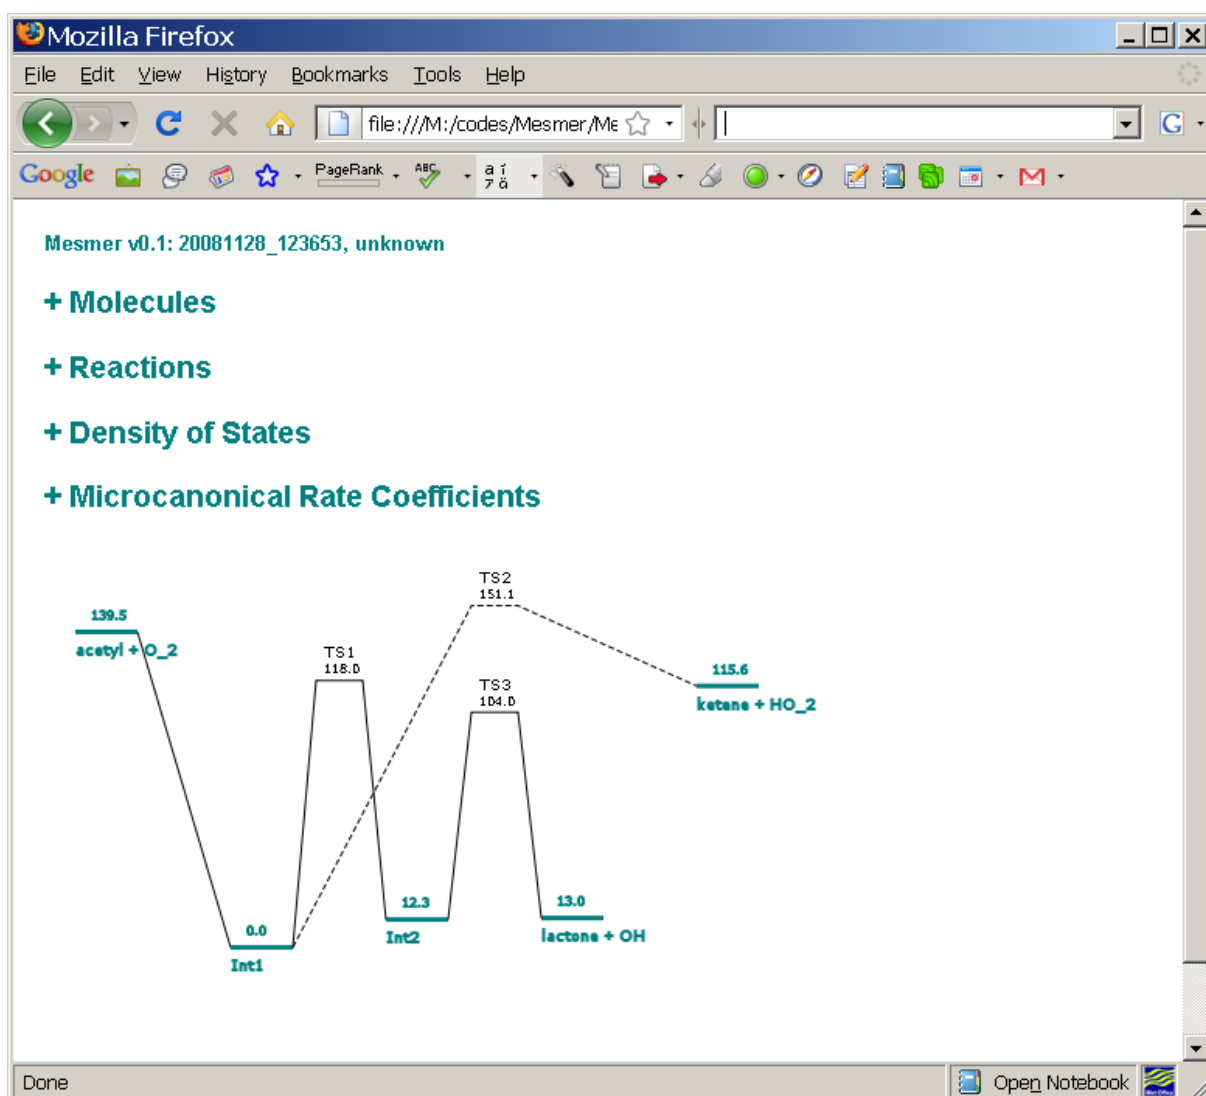 Mozilla Firefox
File Edit View History Bookmarks Tools Help
file:///M:/codes/Mesmer/Me
G
Google PageRank ABC
Mesmer v0.1: 20081128_123653, unknown
+ Molecules
+ Reactions
+ Density of States
+ Microcanonical Rate Coefficients
TS2
151.1
139.5
acetyl + O_2
TS1
118.0
115.6
ketene + HO_2
TS3
104.0
12.3
Int2
13.0
lactone + OH
0.0
Int1
Done Open Notebook